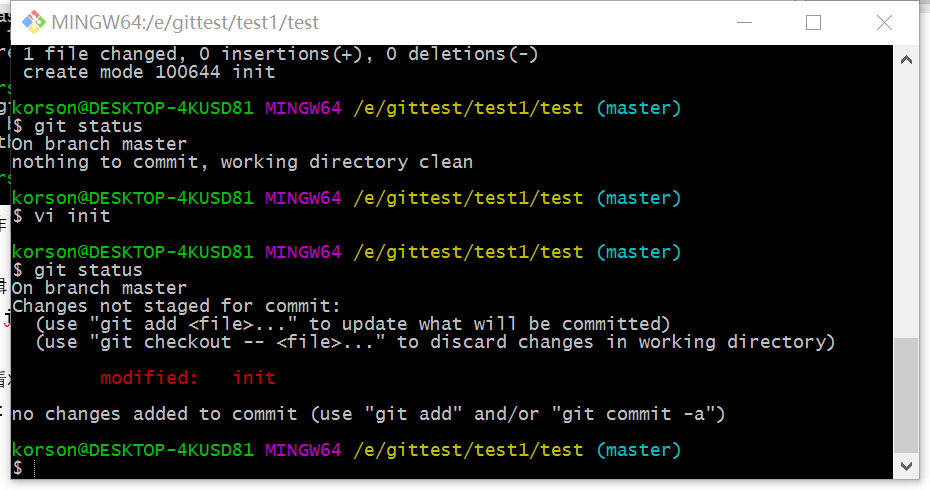 MINGW64:/e/gittest/test1/test
1 file changed, 0 insertions(+), 0 deletions(-)
create mode 100644 init
korson@DESKTOP-4KUSD81 MINGW64 /e/gittest/test1/test (master)
$ git status
On branch master
nothing to commit, working directory clean
korson@DESKTOP-4KUSD81 MINGW64 /e/gittest/test1/test (master)
$ vi init
korson@DESKTOP-4KUSD81 MINGW64 /e/gittest/test1/test (master)
$ git status
On branch master
Changes not staged for commit:
(use "git add <file>..." to update what will be committed)
(use "git checkout -- <file>..." to discard changes in working directory)
modified:   init
no changes added to commit (use "git add" and/or "git commit -a")
korson@DESKTOP-4KUSD81 MINGW64 /e/gittest/test1/test (master)
$